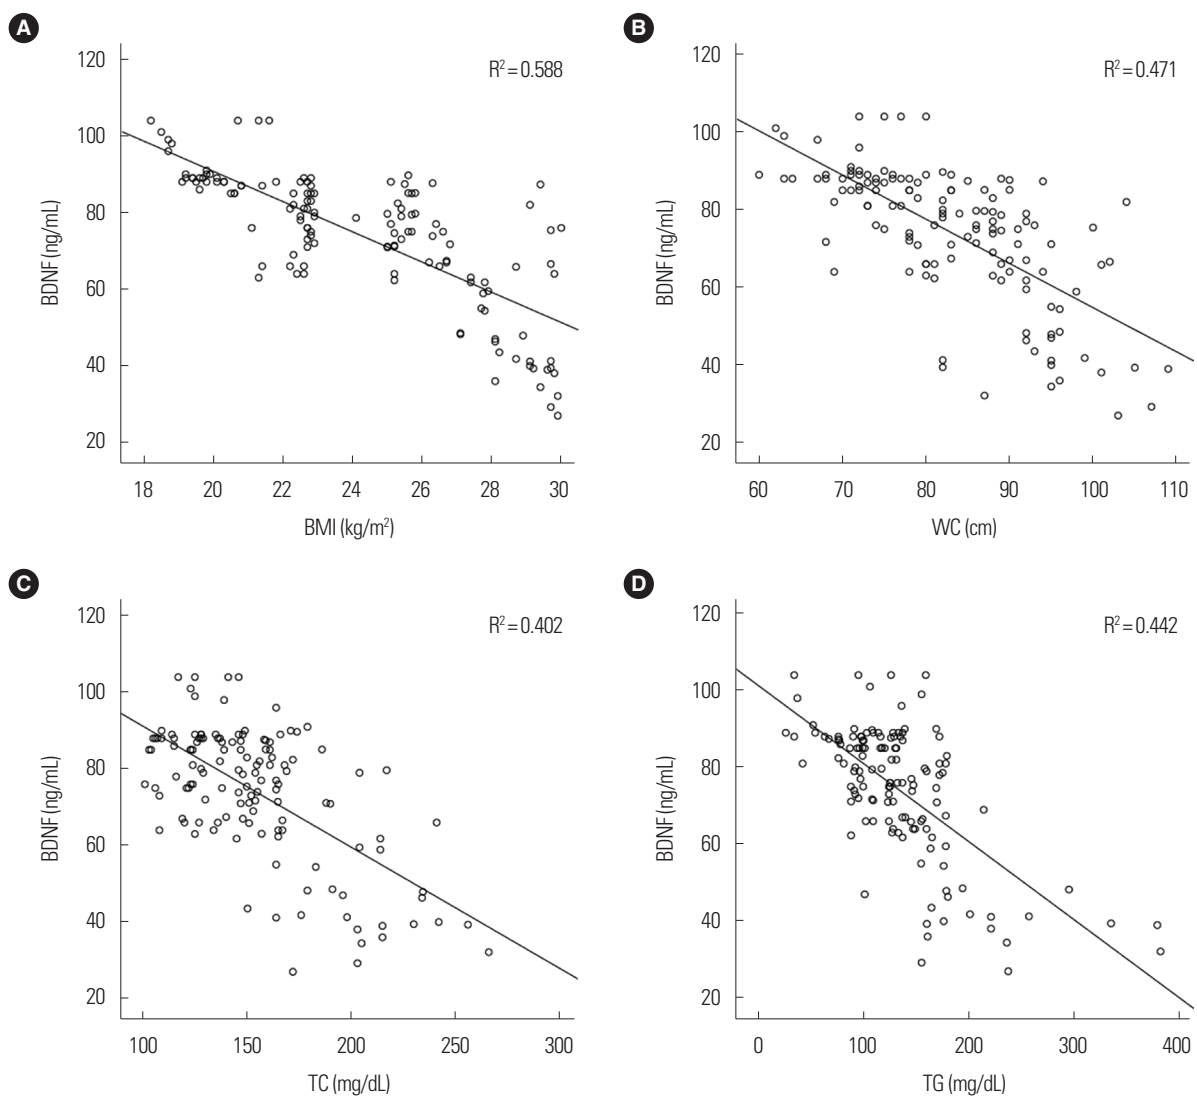 A
R² = 0.588
BDNF (ng/mL)
120
100
80
60
40
20
18 20 22 24 26 28 30
BMI (kg/m²)
B
R² = 0.471
BDNF (ng/mL)
120
100
80
60
40
20
60 70 80 90 100 110
WC (cm)
C
R² = 0.402
BDNF (ng/mL)
120
100
80
60
40
20
100 150 200 250 300
TC (mg/dL)
D
R² = 0.442
BDNF (ng/mL)
120
100
80
60
40
20
0 100 200 300 400
TG (mg/dL)